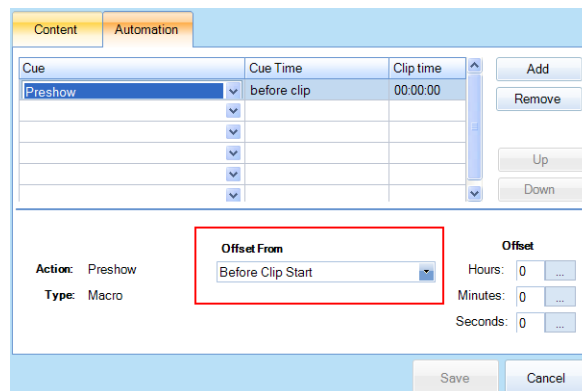 Content Automation
Cue Cue Time Clip time
Preshow before clip 00:00:00
Add
Remove
Up
Down
Offset From
Before Clip Start
Action: Preshow
Type: Macro
Offset
Hours: 0 ...
Minutes: 0 ...
Seconds: 0 ...
Save Cancel